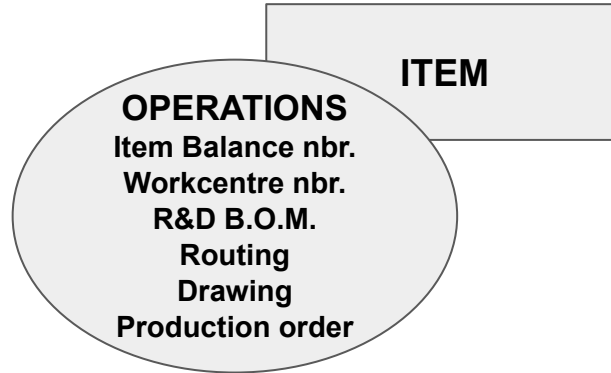 ITEM
OPERATIONS
Item Balance nbr.
Workcentre nbr.
R&D B.O.M.
Routing
Drawing
Production order